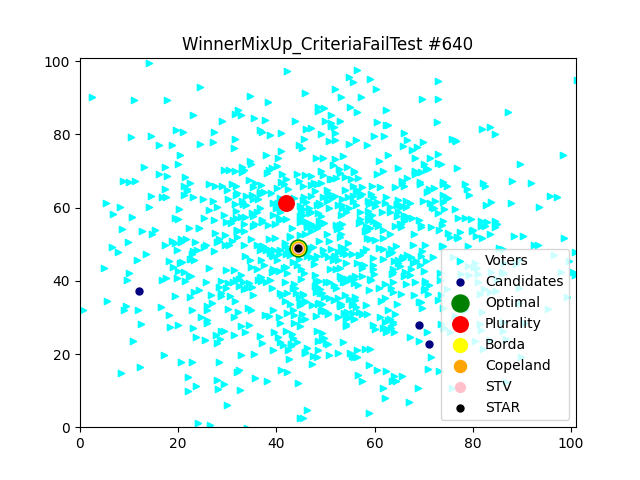 WinnerMixUp_CriteriaFailTest #640
100
80
60
40
20
0
0 20 40 60 80 100
Voters
Candidates
Optimal
Plurality
Borda
Copeland
STV
STAR